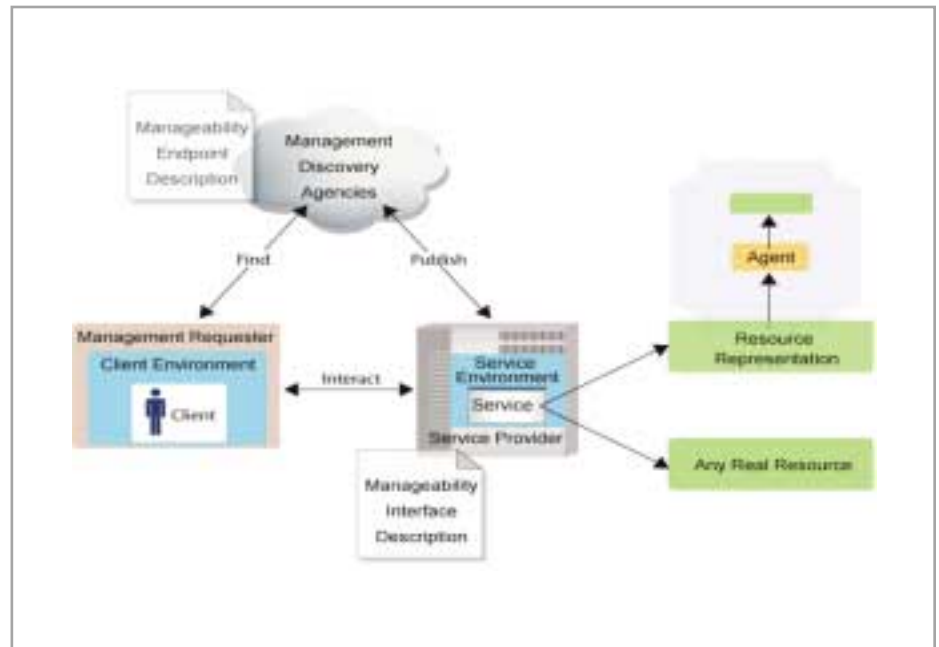 Manageability
Endpoint
Description
Management
Discovery
Agencies
Find
Publish
Management Requester
Client Environment
Client
Interact
Service
Environment
Service
Service Provider
Manageability
Interface
Description
Agent
Resource
Representation
Any Real Resource